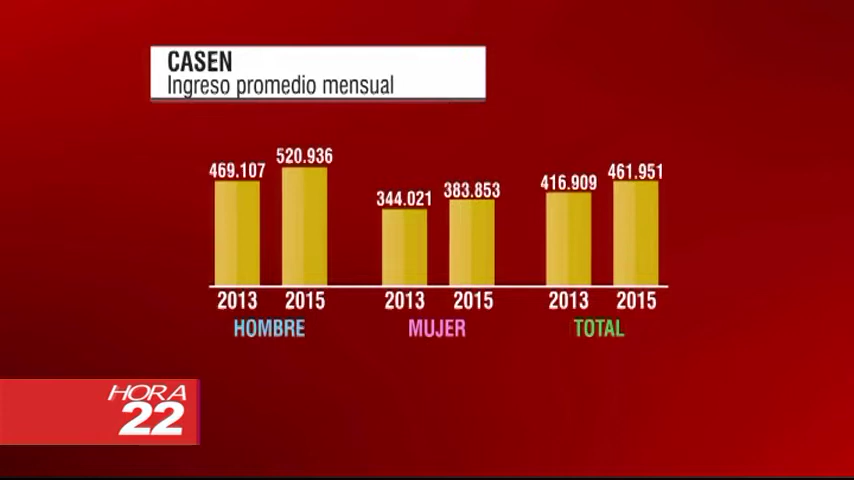 CASEN
Ingreso promedio mensual
469.107
520.936
344.021
383.853
416.909
461.951
2013
2015
2013
2015
2013
2015
HOMBRE
MUJER
TOTAL
HORA
22